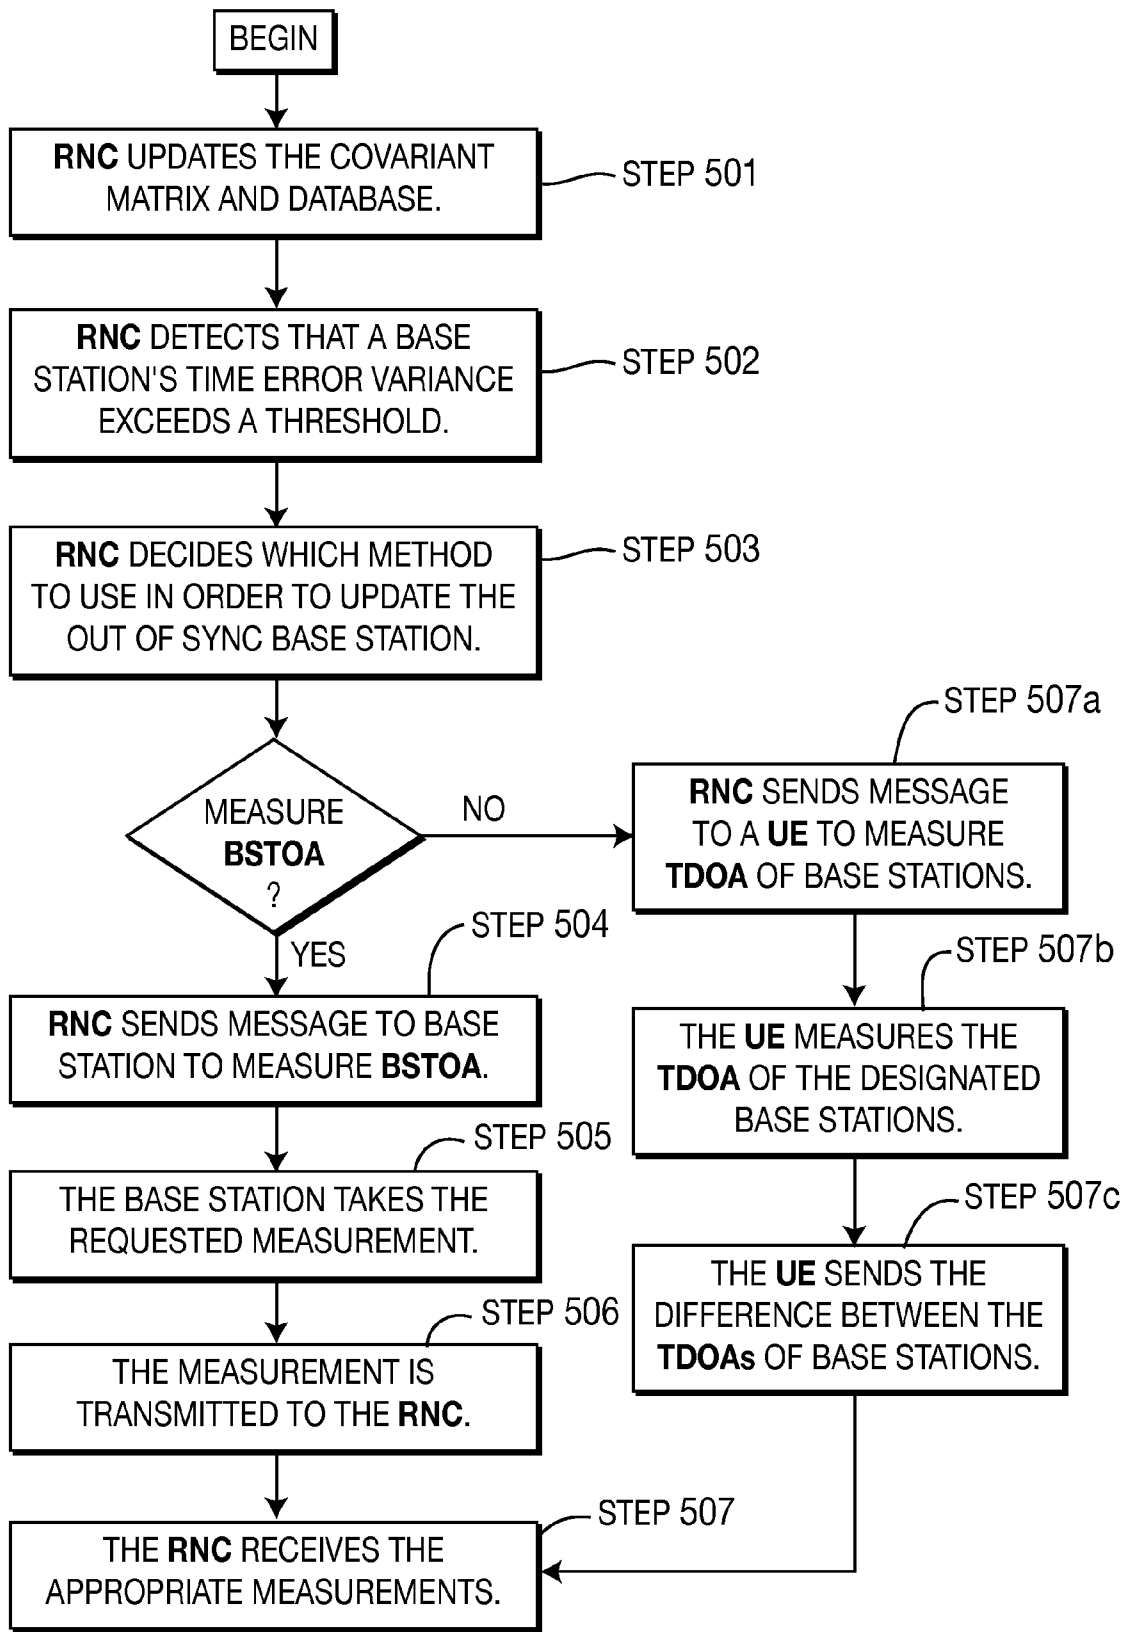 BEGIN
RNC UPDATES THE COVARIANT
MATRIX AND DATABASE.
STEP 501
RNC DETECTS THAT A BASE
STATION'S TIME ERROR VARIANCE
EXCEEDS A THRESHOLD.
STEP 502
RNC DECIDES WHICH METHOD
TO USE IN ORDER TO UPDATE THE
OUT OF SYNC BASE STATION.
STEP 503
MEASURE
BSTOA
?
NO
YES
STEP 504
RNC SENDS MESSAGE TO BASE
STATION TO MEASURE BSTOA.
STEP 505
THE BASE STATION TAKES THE
REQUESTED MEASUREMENT.
STEP 506
THE MEASUREMENT IS
TRANSMITTED TO THE RNC.
STEP 507a
RNC SENDS MESSAGE
TO A UE TO MEASURE
TDOA OF BASE STATIONS.
STEP 507b
THE UE MEASURES THE
TDOA OF THE DESIGNATED
BASE STATIONS.
STEP 507c
THE UE SENDS THE
DIFFERENCE BETWEEN THE
TDOAs OF BASE STATIONS.
STEP 507
THE RNC RECEIVES THE
APPROPRIATE MEASUREMENTS.